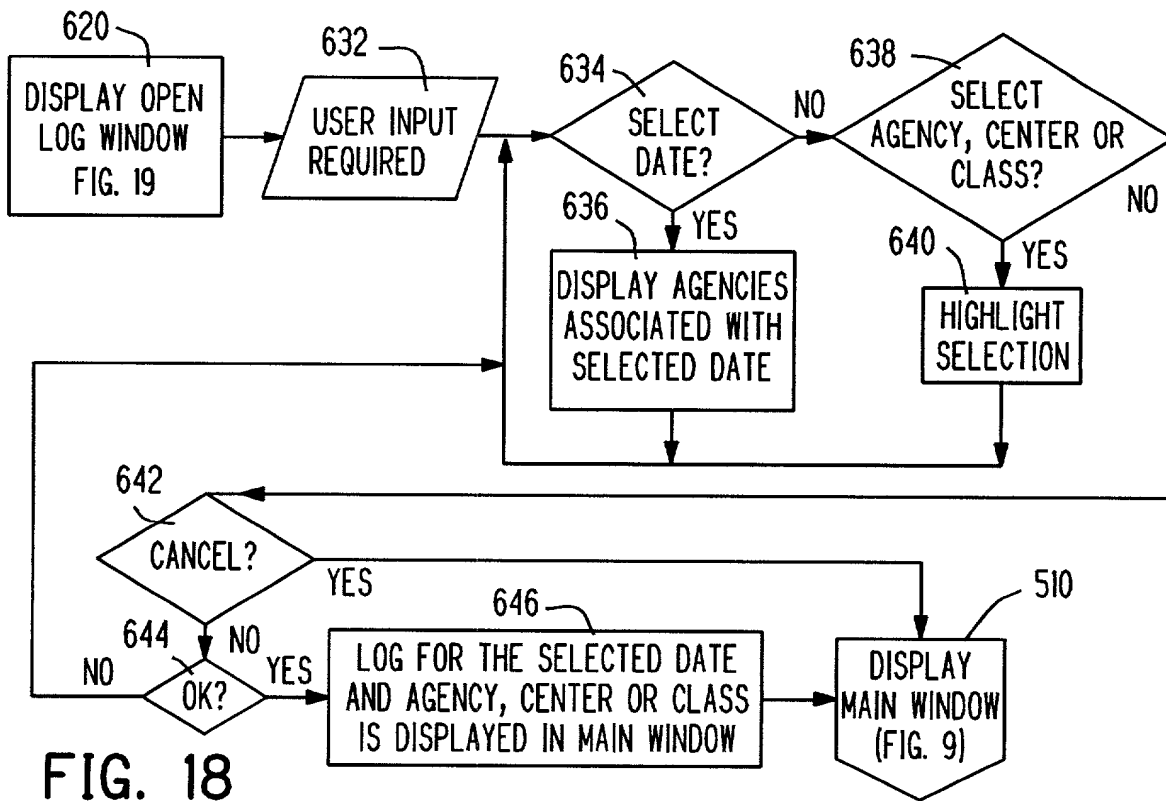 620
DISPLAY OPEN
LOG WINDOW
FIG. 19
632
USER INPUT
REQUIRED
634
SELECT
DATE?
NO
YES
638
SELECT
AGENCY, CENTER OR
CLASS?
NO
YES
636
DISPLAY AGENCIES
ASSOCIATED WITH
SELECTED DATE
640
HIGHLIGHT
SELECTION
642
CANCEL?
YES
NO
644
OK?
NO
YES
646
LOG FOR THE SELECTED DATE
AND AGENCY, CENTER OR CLASS
IS DISPLAYED IN MAIN WINDOW
510
DISPLAY
MAIN WINDOW
(FIG. 9)
FIG. 18